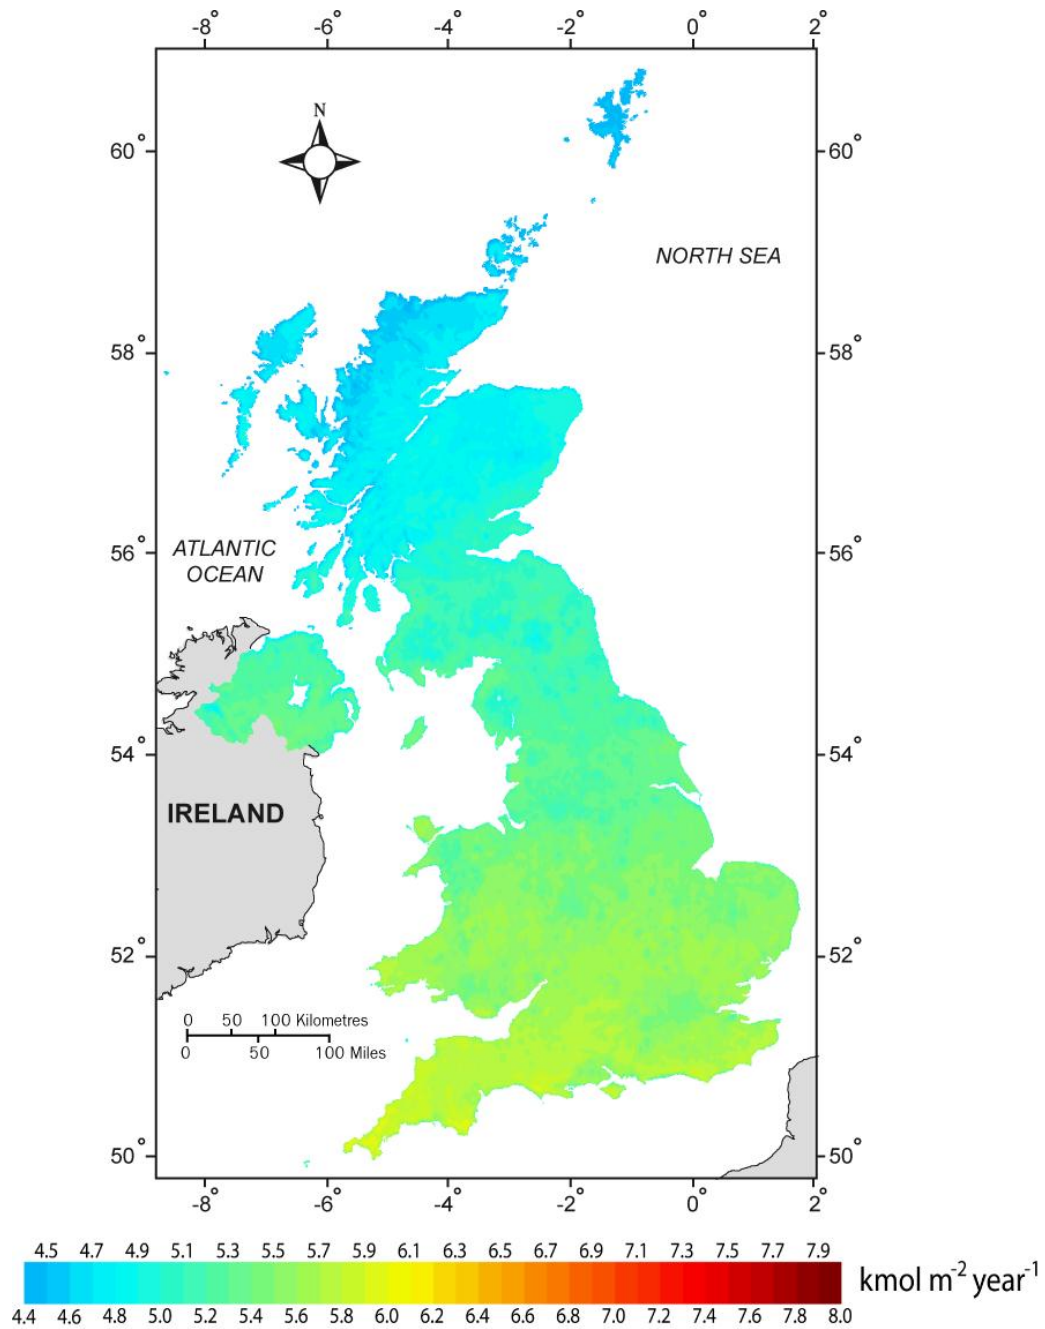 -8° -6° -4° -2° 0° 2°
N
60° 60°
NORTH SEA
58° 58°
56° 56°
ATLANTIC
OCEAN
54° 54°
IRELAND
52° 52°
0 50 100 Kilometres
0 50 100 Miles
50° 50°
-8° -6° -4° -2° 0° 2°
4.5 4.7 4.9 5.1 5.3 5.5 5.7 5.9 6.1 6.3 6.5 6.7 6.9 7.1 7.3 7.5 7.7 7.9
kmol m⁻² year⁻¹
4.4 4.6 4.8 5.0 5.2 5.4 5.6 5.8 6.0 6.2 6.4 6.6 6.8 7.0 7.2 7.4 7.6 7.8 8.0